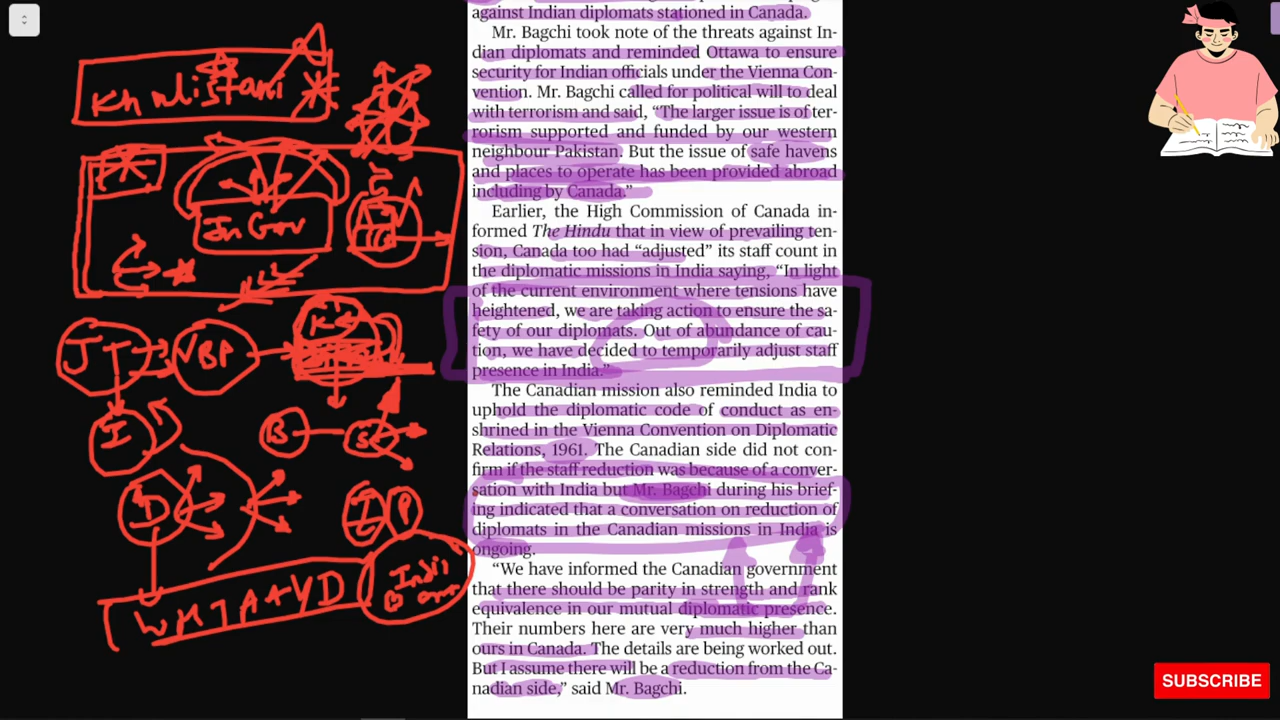 Khalistani
In Gov
JT
VBP
KS
I
B
D
I
P
WHTA
VD
against Indian diplomats stationed in Canada.
Mr. Bagchi took note of the threats against In-
dian diplomats and reminded Ottawa to ensure
security for Indian officials under the Vienna Con-
vention. Mr. Bagchi called for political will to deal
with terrorism and said, “The larger issue is of ter-
rorism supported and funded by our western
neighbour Pakistan. But the issue of safe havens
and places to operate has been provided abroad
including by Canada.”
Earlier, the High Commission of Canada in-
formed The Hindu that in view of prevailing ten-
sion, Canada too had “adjusted” its staff count in
the diplomatic missions in India saying, “In light
of the current environment where tensions have
heightened, we are taking action to ensure the sa-
fety of our diplomats. Out of abundance of cau-
tion, we have decided to temporarily adjust staff
presence in India.”
The Canadian mission also reminded India to
uphold the diplomatic code of conduct as en-
shrined in the Vienna Convention on Diplomatic
Relations, 1961. The Canadian side did not con-
firm if the staff reduction was because of a conver-
sation with India but Mr. Bagchi during his brief-
ing indicated that a conversation on reduction of
diplomats in the Canadian missions in India is
ongoing.
“We have informed the Canadian government
that there should be parity in strength and rank
equivalence in our mutual diplomatic presence.
Their numbers here are very much higher than
ours in Canada. The details are being worked out.
But I assume there will be a reduction from the Ca-
nadian side,” said Mr. Bagchi.
SUBSCRIBE